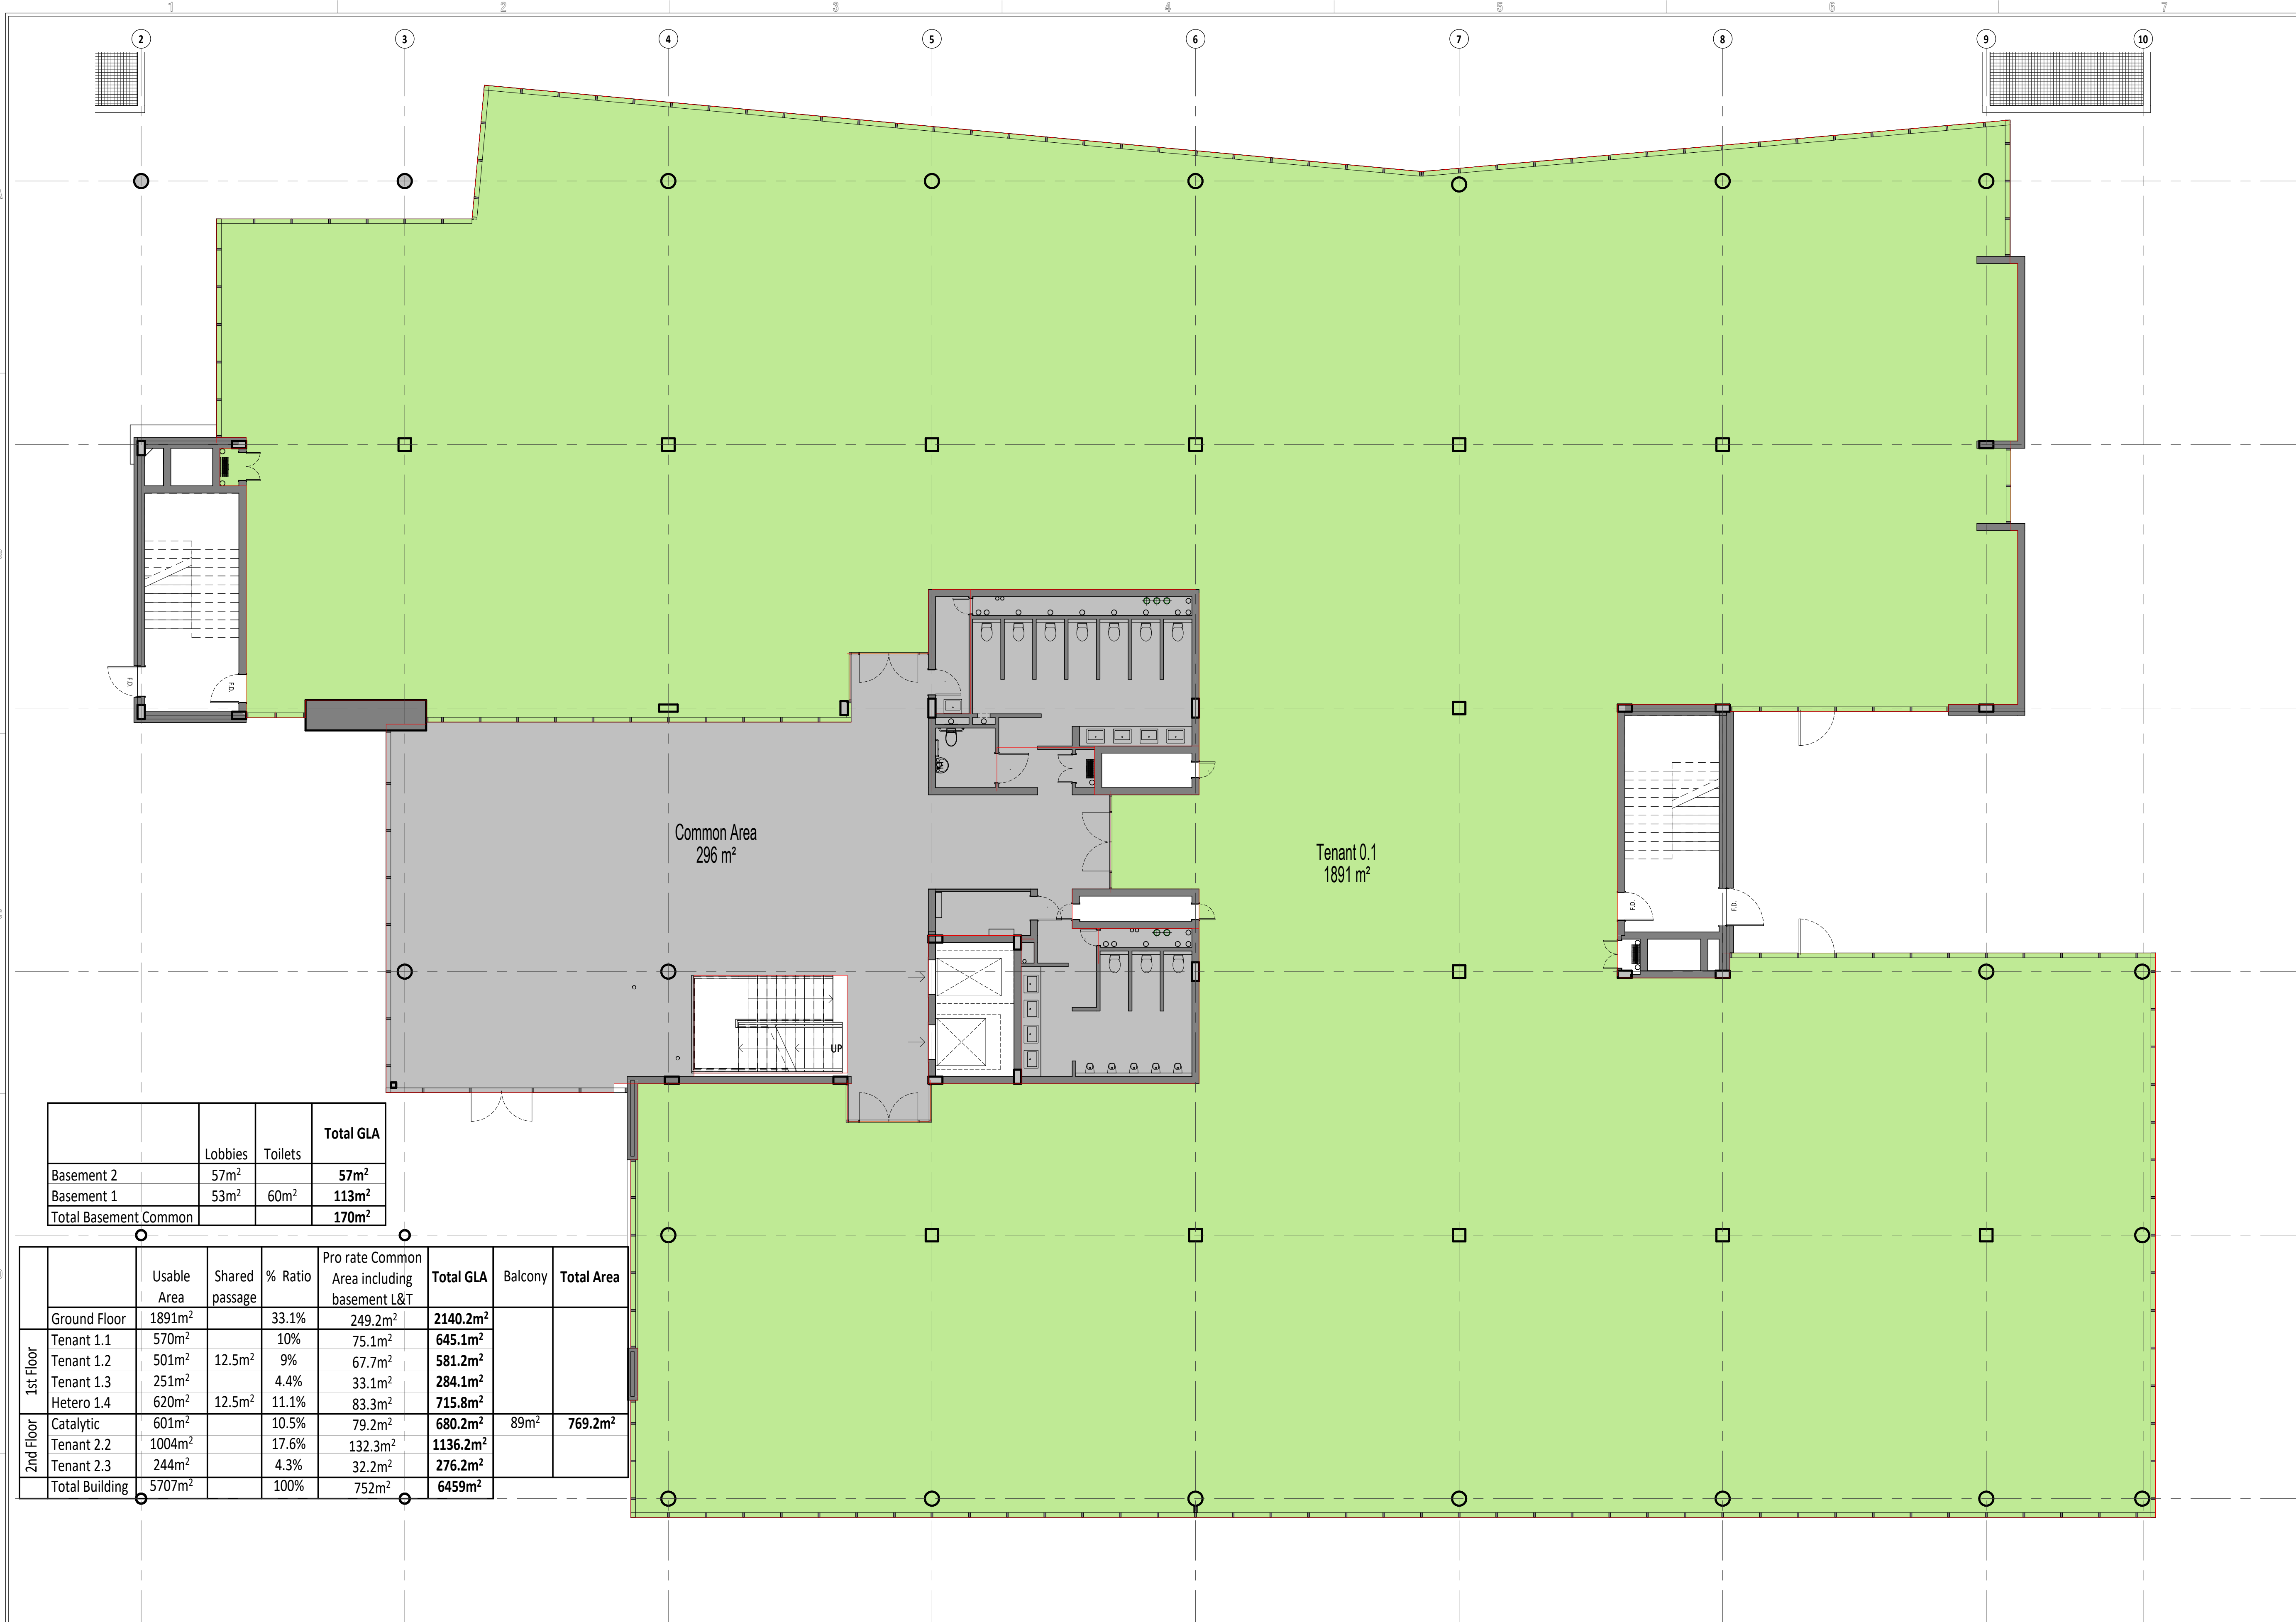 1 2 3 4 5 6 7
2 3 4 5 6 7 8 9 10
F.D. F.D.
Common Area
296 m²
Tenant 0.1
1891 m²
F.D. F.D.
UP
Lobbies Toilets Total GLA
Basement 2 57m² 57m²
Basement 1 53m² 60m² 113m²
Total Basement Common 170m²
Usable Area Shared passage % Ratio Pro rate Common Area including basement L&T Total GLA Balcony Total Area
Ground Floor 1891m² 33.1% 249.2m² 2140.2m²
1st Floor
Tenant 1.1 570m² 10% 75.1m² 645.1m²
Tenant 1.2 501m² 12.5m² 9% 67.7m² 581.2m²
Tenant 1.3 251m² 4.4% 33.1m² 284.1m²
Hetero 1.4 620m² 12.5m² 11.1% 83.3m² 715.8m²
2nd Floor
Catalytic 601m² 10.5% 79.2m² 680.2m² 89m² 769.2m²
Tenant 2.2 1004m² 17.6% 132.3m² 1136.2m²
Tenant 2.3 244m² 4.3% 32.2m² 276.2m²
Total Building 5707m² 100% 752m² 6459m²